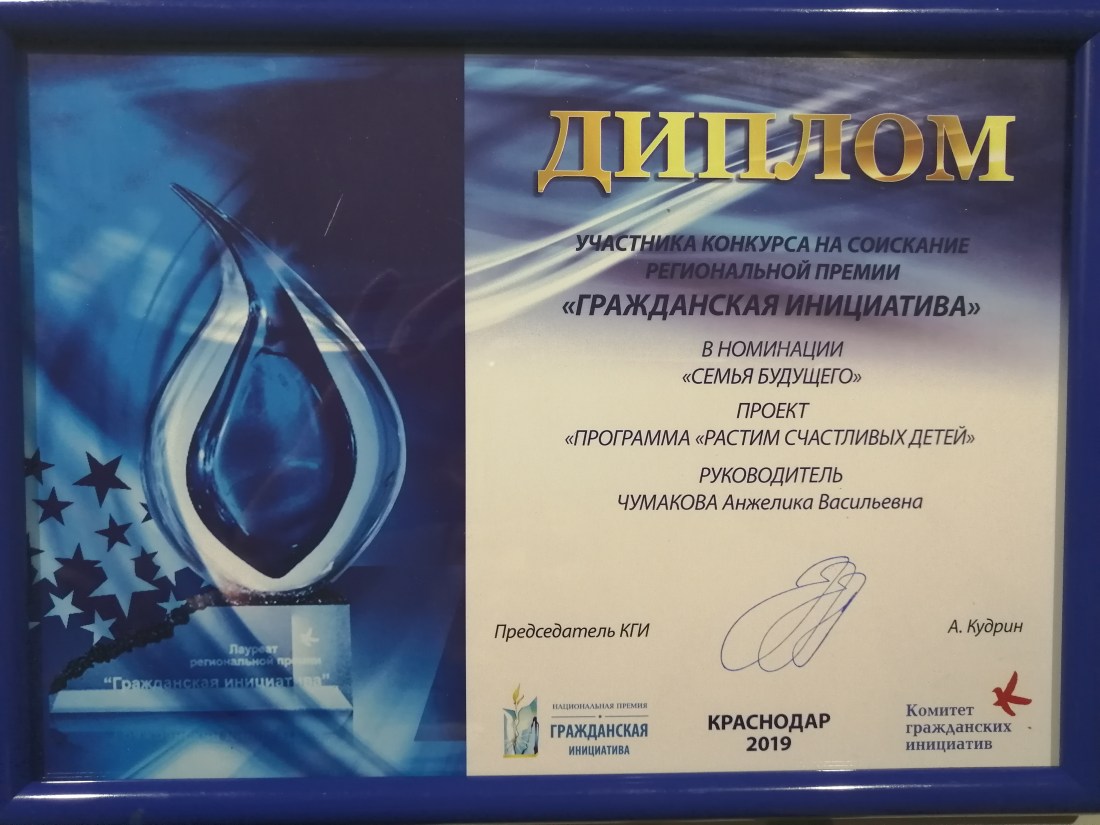 ДИПЛОМ
УЧАСТНИКА КОНКУРСА НА СОИСКАНИЕ
РЕГИОНАЛЬНОЙ ПРЕМИИ
«ГРАЖДАНСКАЯ ИНИЦИАТИВА»
В НОМИНАЦИИ
«СЕМЬЯ БУДУЩЕГО»
ПРОЕКТ
«ПРОГРАММА «РАСТИМ СЧАСТЛИВЫХ ДЕТЕЙ»
РУКОВОДИТЕЛЬ
ЧУМАКОВА Анжелика Васильевна
Председатель КГИ
А. Кудрин
Лауреат
региональной премии
"Гражданская инициатива"
НАЦИОНАЛЬНАЯ ПРЕМИЯ
ГРАЖДАНСКАЯ
ИНИЦИАТИВА
КРАСНОДАР
2019
Комитет
гражданских
инициатив